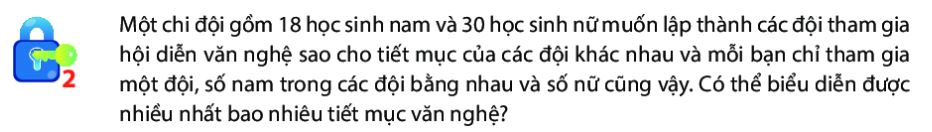 Một chi đội gồm 18 học sinh nam và 30 học sinh nữ muốn lập thành các đội tham gia
hội diễn văn nghệ sao cho tiết mục của các đội khác nhau và mỗi bạn chỉ tham gia
một đội, số nam trong các đội bằng nhau và số nữ cũng vậy. Có thể biểu diễn được
nhiều nhất bao nhiêu tiết mục văn nghệ?
2